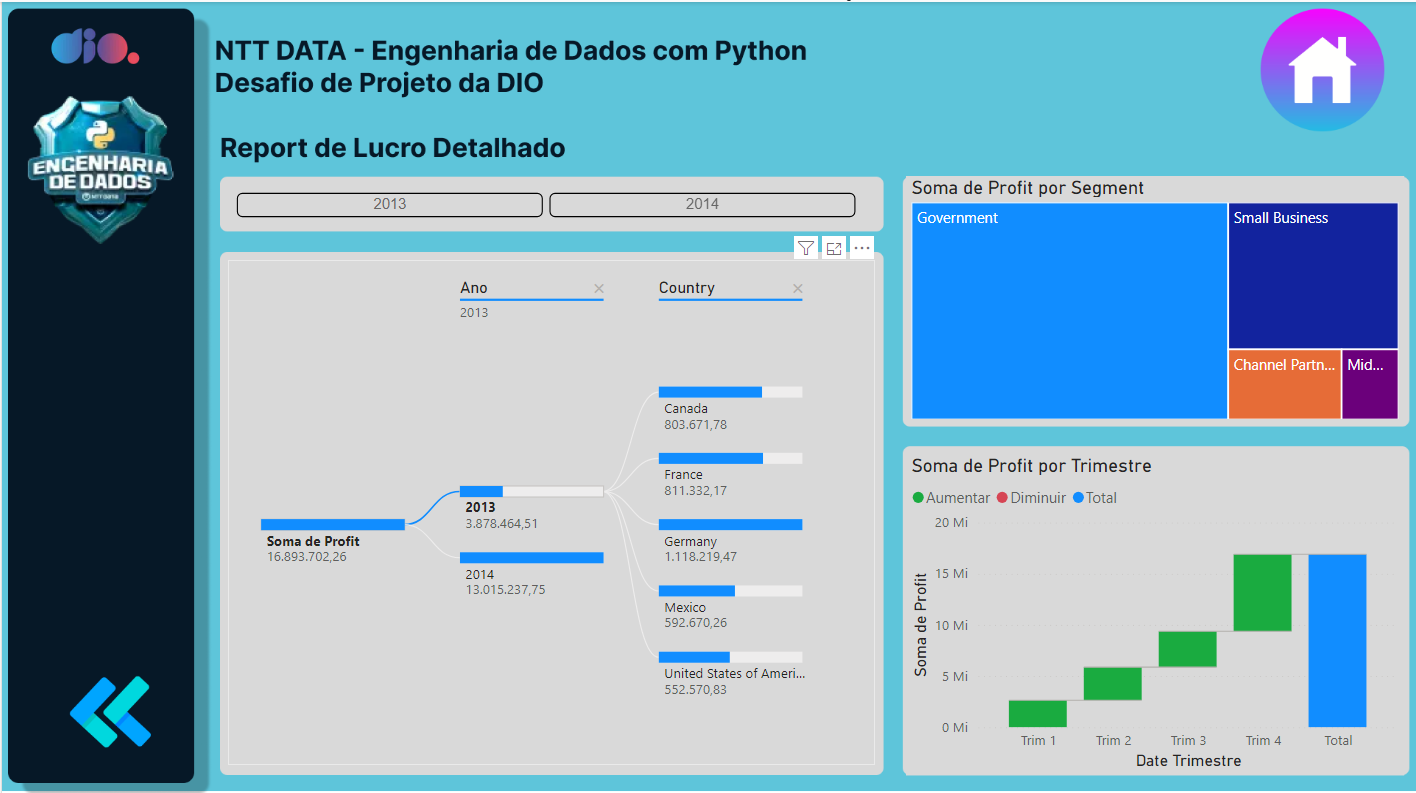 dio.
NTT DATA - Engenharia de Dados com Python
Desafio de Projeto da DIO
ENGENHARIA
DE DADOS
NTT DATA
Report de Lucro Detalhado
2013
2014
Ano
2013
Country
Soma de Profit
16.893.702,26
2013
3.878.464,51
2014
13.015.237,75
Canada
803.671,78
France
811.332,17
Germany
1.118.219,47
Mexico
592.670,26
United States of Ameri...
552.570,83
Soma de Profit por Segment
Government
Small Business
Channel Partn...
Mid...
Soma de Profit por Trimestre
Aumentar Diminuir Total
Soma de Profit
20 Mi
15 Mi
10 Mi
5 Mi
0 Mi
Trim 1 Trim 2 Trim 3 Trim 4 Total
Date Trimestre